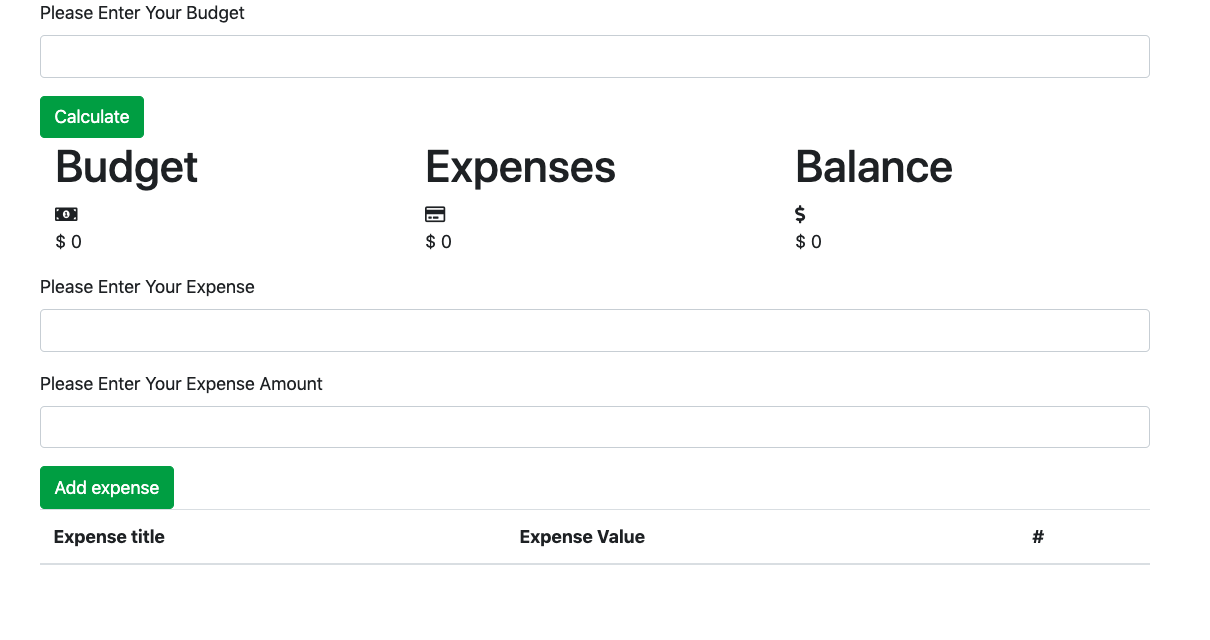 Please Enter Your Budget
Calculate
Budget Expenses Balance
$
$ 0 $ 0 $ 0
Please Enter Your Expense
Please Enter Your Expense Amount
Add expense
Expense title Expense Value #